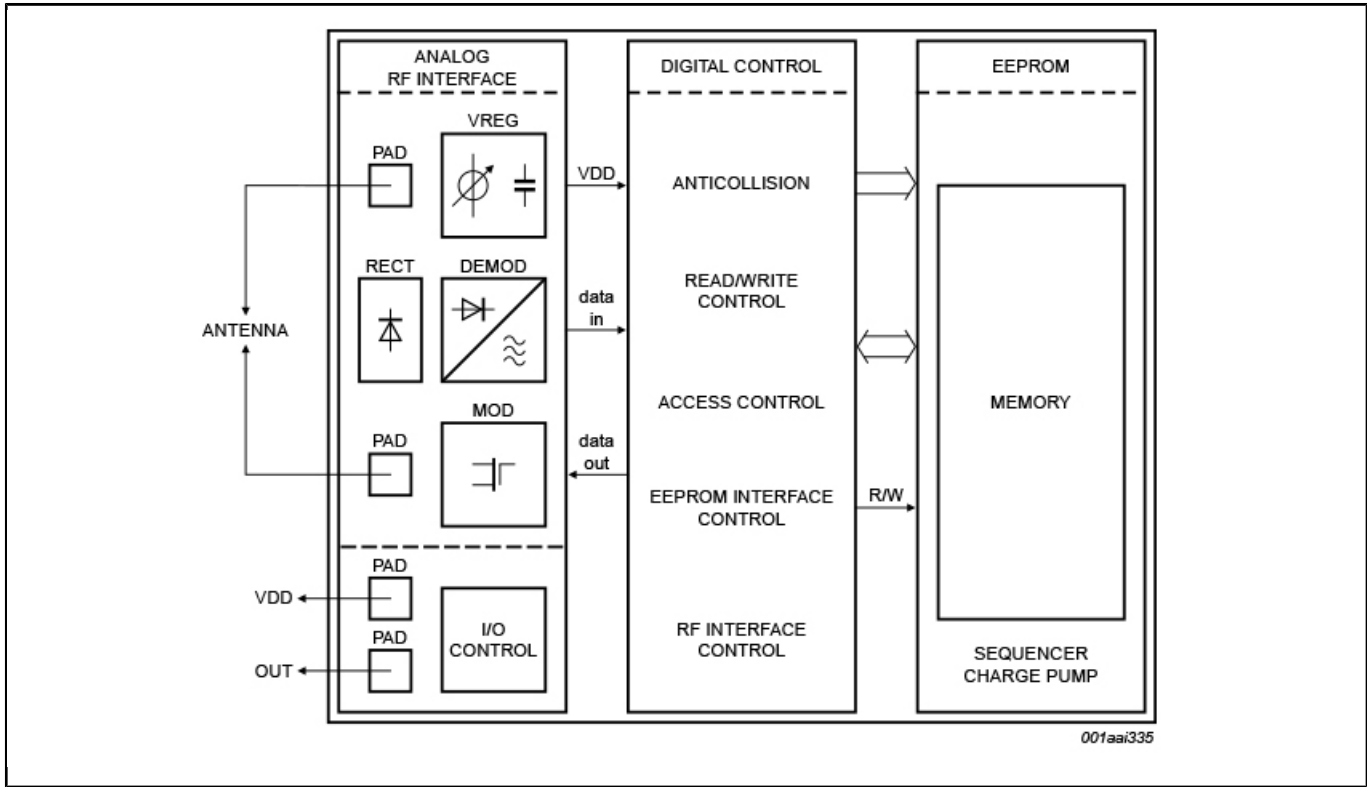 ANALOG
RF INTERFACE
VREG
PAD
RECT
DEMOD
ANTENNA
MOD
PAD
PAD
VDD
PAD
OUT
I/O
CONTROL
VDD
data
in
data
out
DIGITAL CONTROL
ANTICOLLISION
READ/WRITE
CONTROL
ACCESS CONTROL
EEPROM INTERFACE
CONTROL
RF INTERFACE
CONTROL
R/W
EEPROM
MEMORY
SEQUENCER
CHARGE PUMP
001aai335